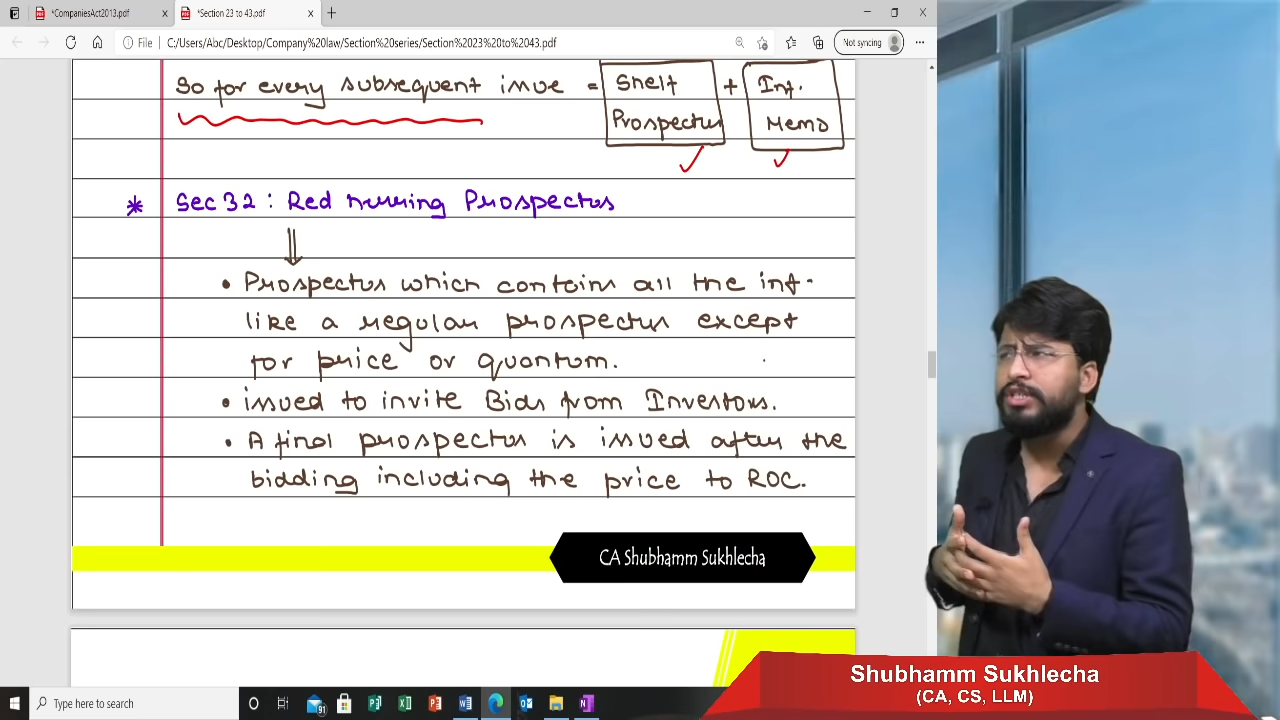 *CompaniesAct2013.pdf
*Section 23 to 43.pdf
File
C:/Users/Abc/Desktop/Company%20law/Section%20series/Section%2023%20to%2043.pdf
Not syncing
So for every subsequent issue = Shelf Prospectus + Inf. Memo
* Sec 32: Red herring Prospectus
• Prospectus which contains all the inf.
like a regular prospectus except
for price or quantum.
• issued to invite Bids from Investors.
• A final prospectus is issued after the
bidding including the price to ROC.
CA Shubhamm Sukhlecha
Shubhamm Sukhlecha
(CA, CS, LLM)
Type here to search
91